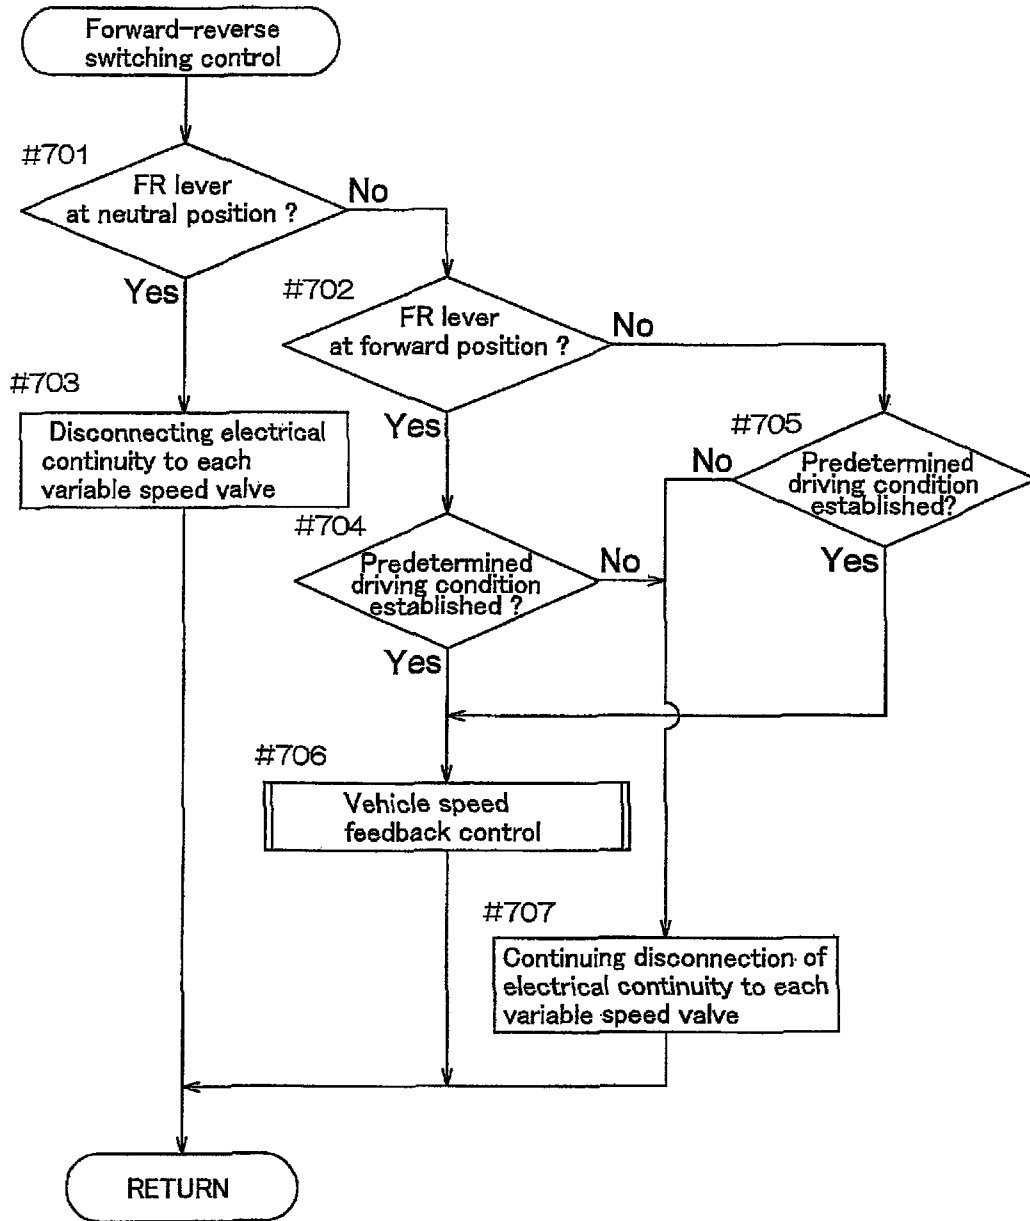 Forward-reverse
switching control
#701
FR lever
at neutral position ?
No
Yes
#702
FR lever
at forward position ?
No
Yes
#703
Disconnecting electrical
continuity to each
variable speed valve
#705
Predetermined
driving condition
established?
No
Yes
#704
Predetermined
driving condition
established ?
No
Yes
#706
Vehicle speed
feedback control
#707
Continuing disconnection of
electrical continuity to each
variable speed valve
RETURN